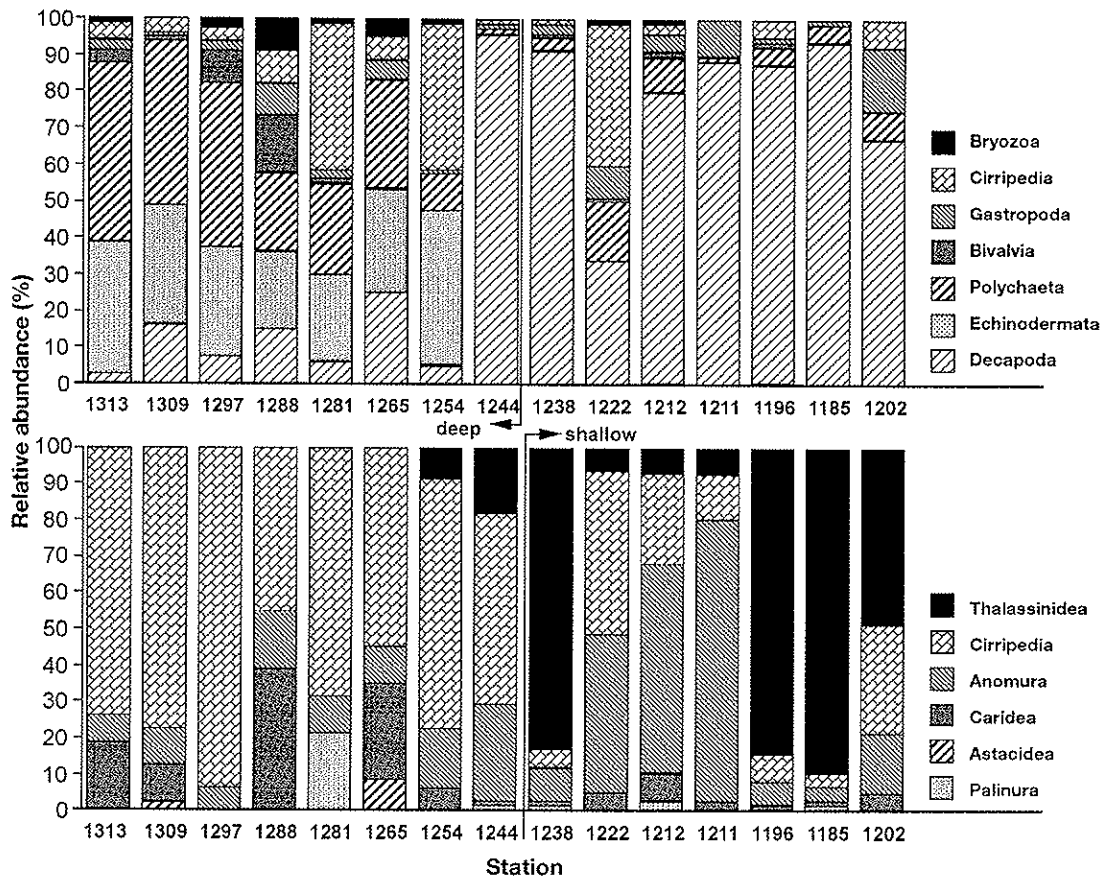 Relative abundance (%)
100
90
80
70
60
50
40
30
20
10
0
1313 1309 1297 1288 1281 1265 1254 1244 1238 1222 1212 1211 1196 1185 1202
Bryozoa
Cirripedia
Gastropoda
Bivalvia
Polychaeta
Echinodermata
Decapoda
deep
shallow
100
90
80
70
60
50
40
30
20
10
0
1313 1309 1297 1288 1281 1265 1254 1244 1238 1222 1212 1211 1196 1185 1202
Thalassinidea
Cirripedia
Anomura
Caridea
Astacidea
Palinura
Station